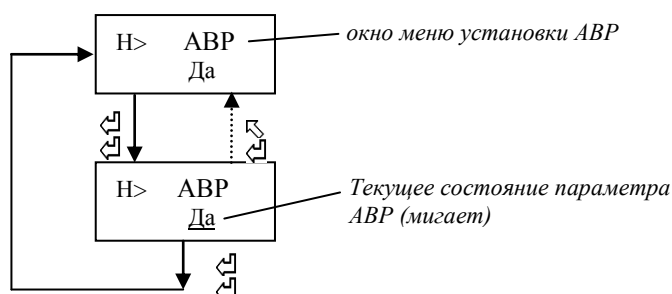 Н> АВР
Да
окно меню установки АВР
Н> АВР
Да
Текущее состояние параметра
АВР (мигает)